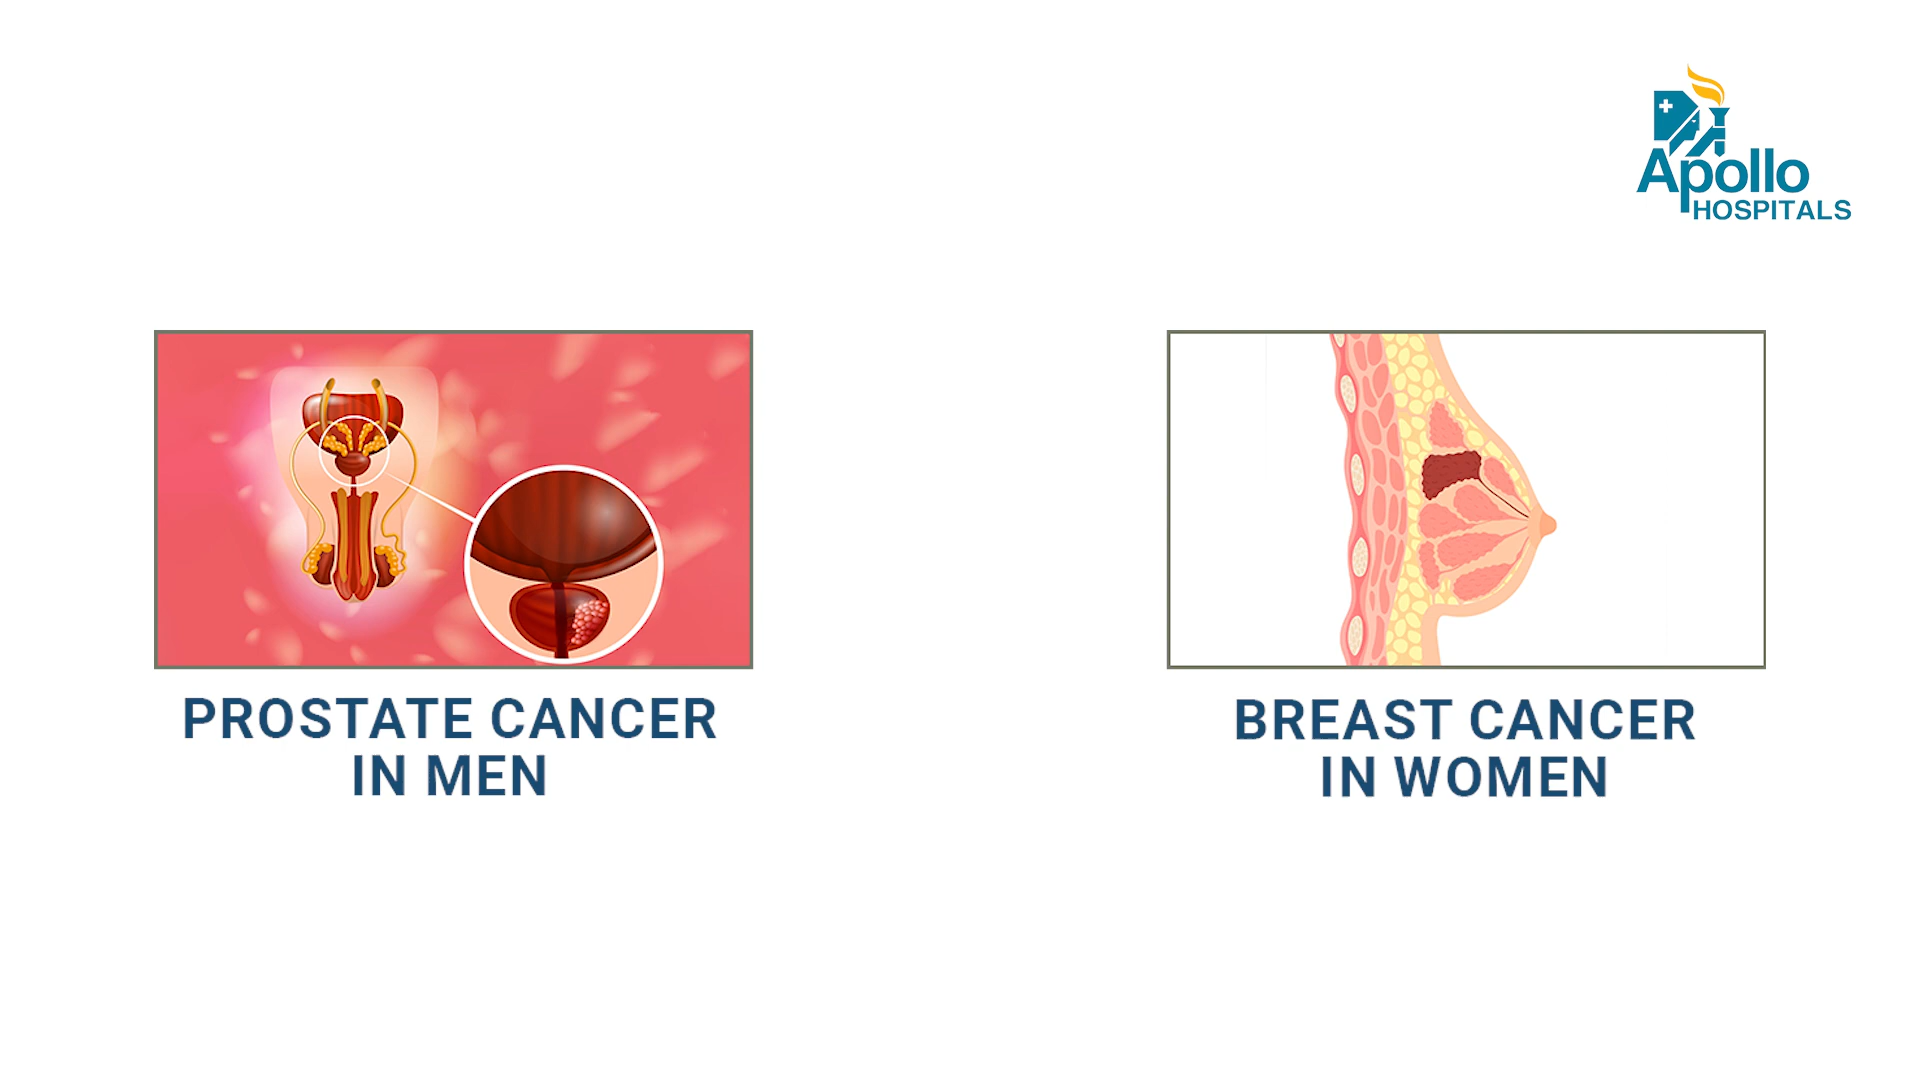 Apollo
HOSPITALS
PROSTATE CANCER
IN MEN
BREAST CANCER
IN WOMEN